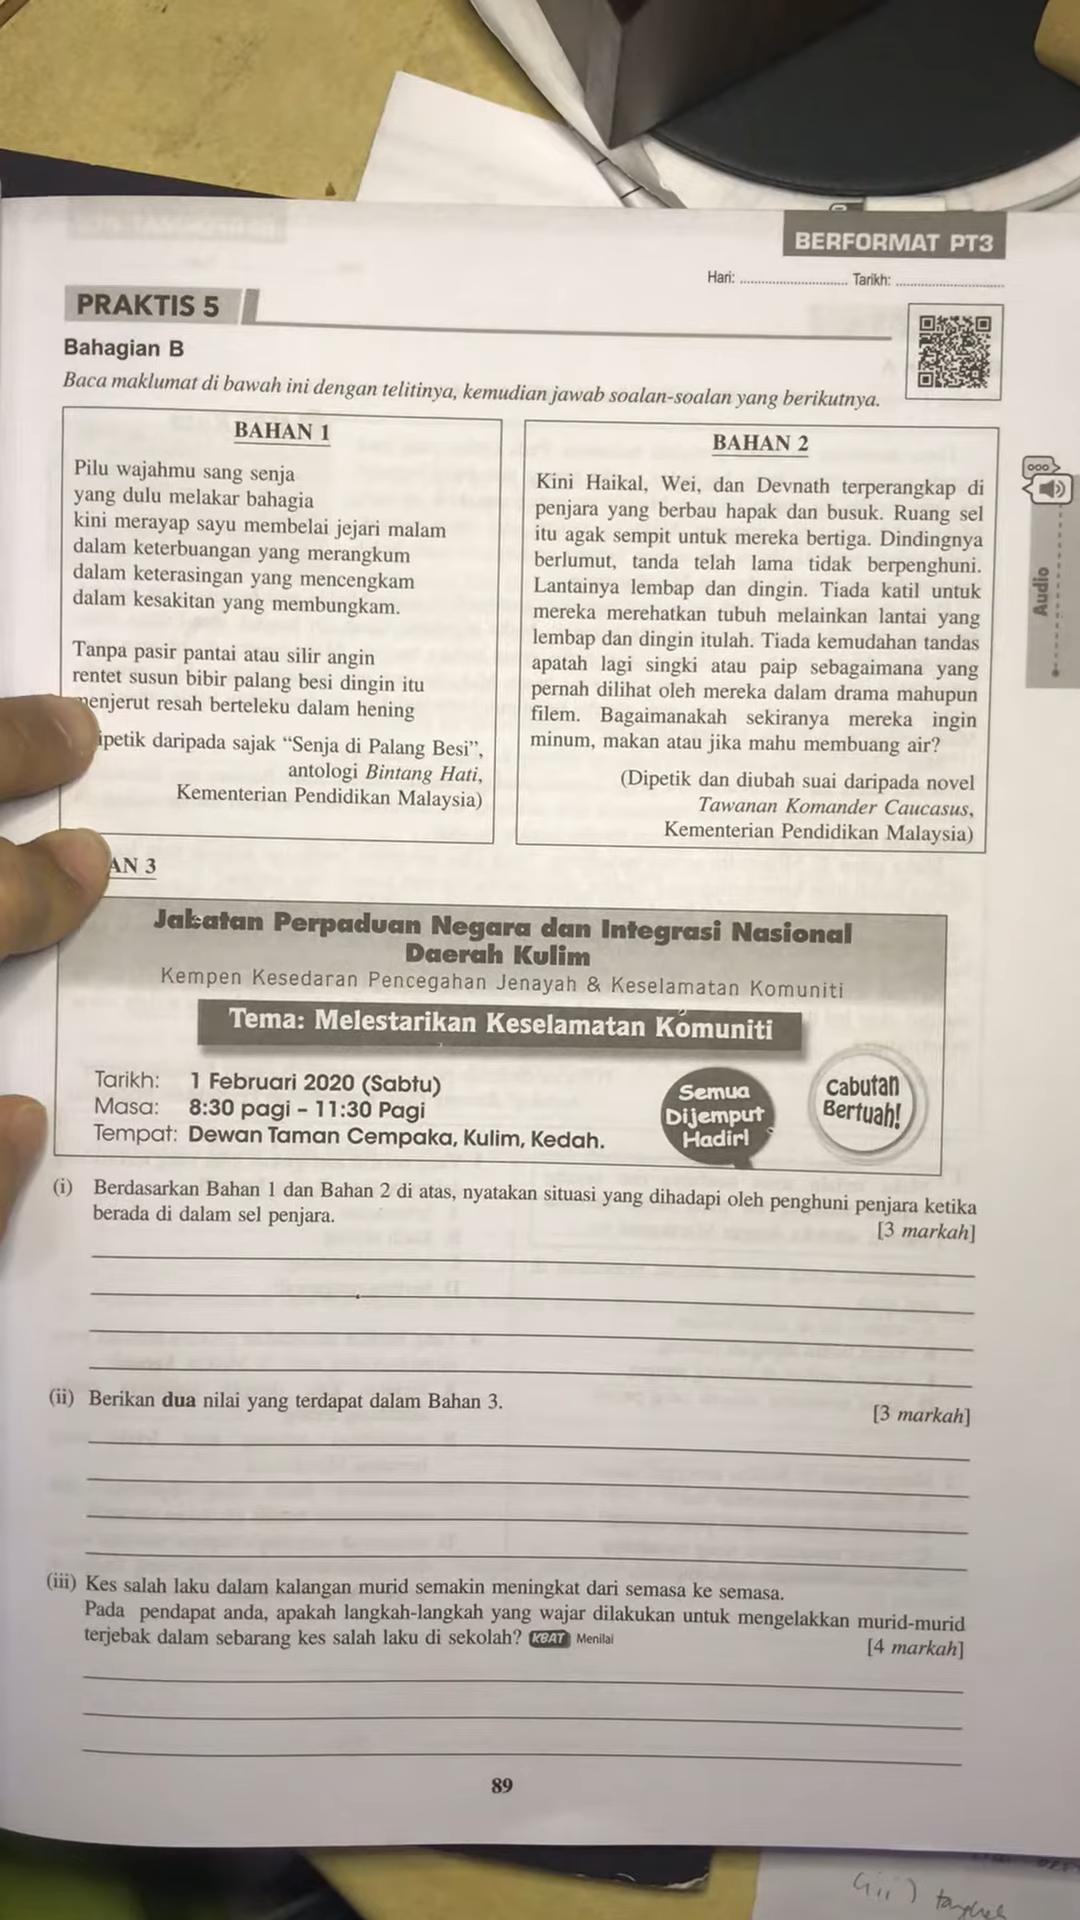 BERFORMAT PT3
Hari: ........................... Tarikh: ...........................
PRAKTIS 5
Bahagian B
Baca maklumat di bawah ini dengan telitinya, kemudian jawab soalan-soalan yang berikutnya.
BAHAN 1
Pilu wajahmu sang senja
yang dulu melakar bahagia
kini merayap sayu membelai jejari malam
dalam keterbuangan yang merangkum
dalam keterasingan yang mencengkam
dalam kesakitan yang membungkam.
Tanpa pasir pantai atau silir angin
rentet susun bibir palang besi dingin itu
menjerut resah berteleku dalam hening
ipetik daripada sajak “Senja di Palang Besi”,
antologi Bintang Hati,
Kementerian Pendidikan Malaysia)
BAHAN 2
Kini Haikal, Wei, dan Devnath terperangkap di
penjara yang berbau hapak dan busuk. Ruang sel
itu agak sempit untuk mereka bertiga. Dindingnya
berlumut, tanda telah lama tidak berpenghuni.
Lantainya lembap dan dingin. Tiada katil untuk
mereka merehatkan tubuh melainkan lantai yang
lembap dan dingin itulah. Tiada kemudahan tandas
apatah lagi singki atau paip sebagaimana yang
pernah dilihat oleh mereka dalam drama mahupun
filem. Bagaimanakah sekiranya mereka ingin
minum, makan atau jika mahu membuang air?
(Dipetik dan diubah suai daripada novel
Tawanan Komander Caucasus,
Kementerian Pendidikan Malaysia)
Audio
AN 3
Jabatan Perpaduan Negara dan Integrasi Nasional
Daerah Kulim
Kempen Kesedaran Pencegahan Jenayah & Keselamatan Komuniti
Tema: Melestarikan Keselamatan Komuniti
Tarikh: 1 Februari 2020 (Sabtu)
Masa: 8:30 pagi – 11:30 Pagi
Tempat: Dewan Taman Cempaka, Kulim, Kedah.
Semua
Dijemput
Hadir!
Cabutan
Bertuah!
(i) Berdasarkan Bahan 1 dan Bahan 2 di atas, nyatakan situasi yang dihadapi oleh penghuni penjara ketika
berada di dalam sel penjara.
[3 markah]
(ii) Berikan dua nilai yang terdapat dalam Bahan 3.
[3 markah]
(iii) Kes salah laku dalam kalangan murid semakin meningkat dari semasa ke semasa.
Pada pendapat anda, apakah langkah-langkah yang wajar dilakukan untuk mengelakkan murid-murid
terjebak dalam sebarang kes salah laku di sekolah? KBAT Menilai
[4 markah]
89
(iii)